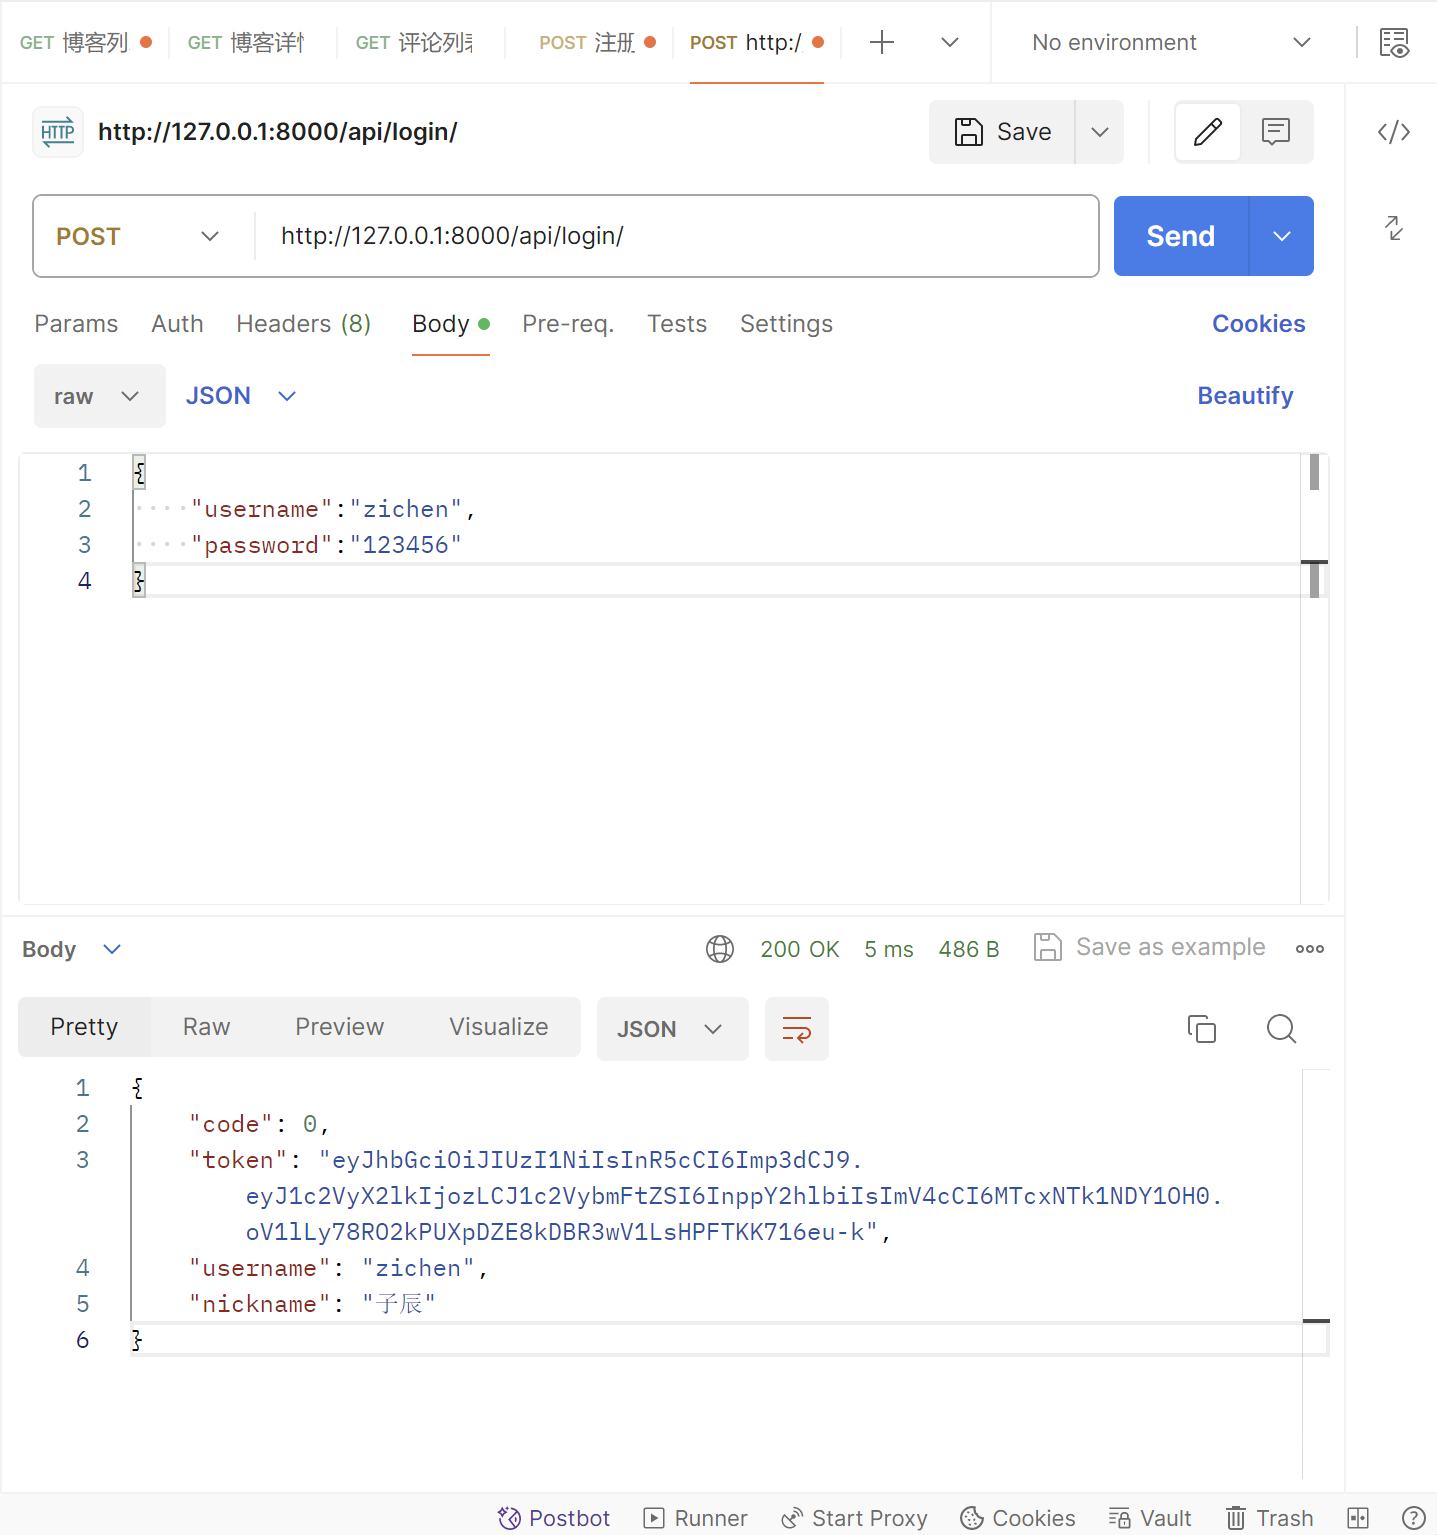 GET 博客列 GET 博客详情 GET 评论列表 POST 注册 POST http:/ No environment
HTTP http://127.0.0.1:8000/api/login/ Save
POST http://127.0.0.1:8000/api/login/ Send
Params Auth Headers (8) Body Pre-req. Tests Settings Cookies
raw JSON Beautify
1 {
2 "username":"zichen",
3 "password":"123456"
4 }
Body 200 OK 5 ms 486 B Save as example
Pretty Raw Preview Visualize JSON
1 {
2 "code": 0,
3 "token": "eyJhbGciOiJIUzI1NiIsInR5cCI6Imp3dCJ9.
eyJ1c2VyX2lkIjozLCJ1c2VybmFtZSI6InppY2hlbiIsImV4cCI6MTcxNTk1NDY1OH0.
oV1lLy78RO2kPUXpDZE8kDBR3wV1LsHPFTKK716eu-k",
4 "username": "zichen",
5 "nickname": "子辰"
6 }
Postbot Runner Start Proxy Cookies Vault Trash